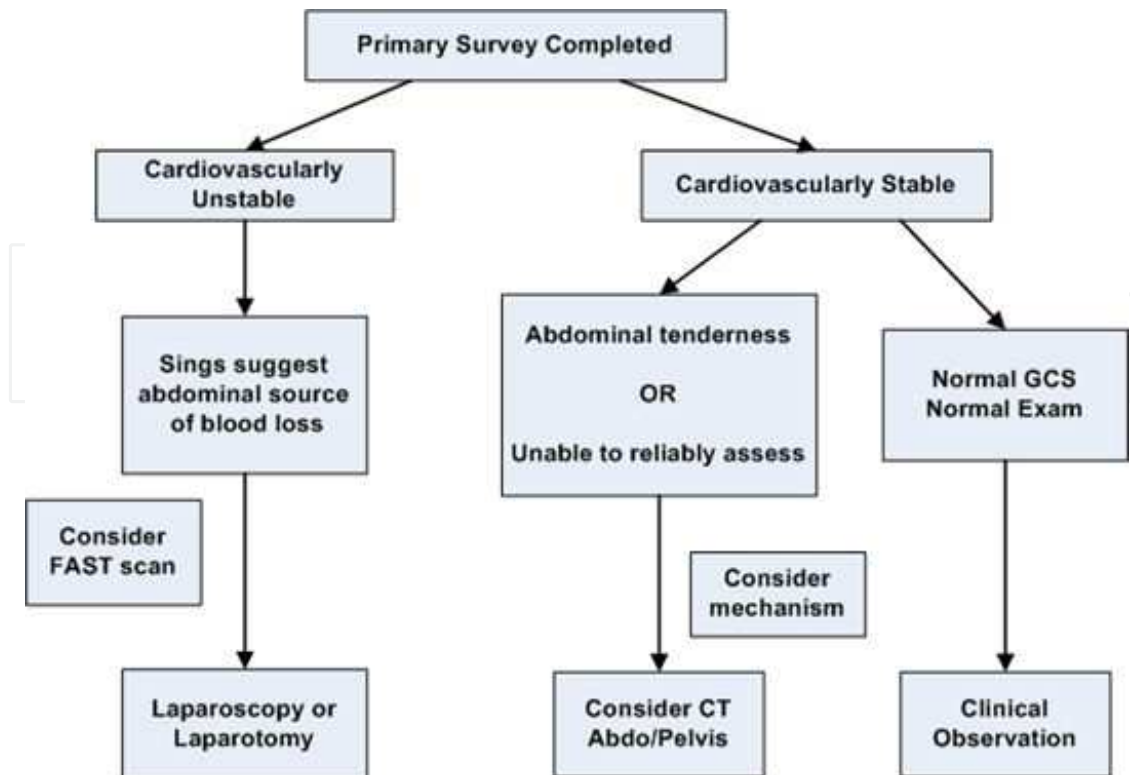 Primary Survey Completed
Cardiovascularly
Unstable
Cardiovascularly Stable
Sings suggest
abdominal source
of blood loss
Abdominal tenderness
OR
Unable to reliably assess
Normal GCS
Normal Exam
Consider
FAST scan
Consider
mechanism
Laparoscopy or
Laparotomy
Consider CT
Abdo/Pelvis
Clinical
Observation